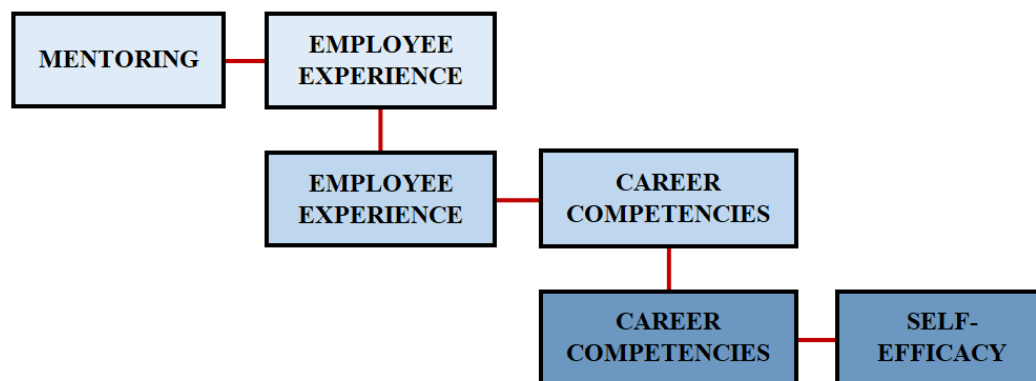 MENTORING
EMPLOYEE
EXPERIENCE
EMPLOYEE
EXPERIENCE
CAREER
COMPETENCIES
CAREER
COMPETENCIES
SELF-
EFFICACY